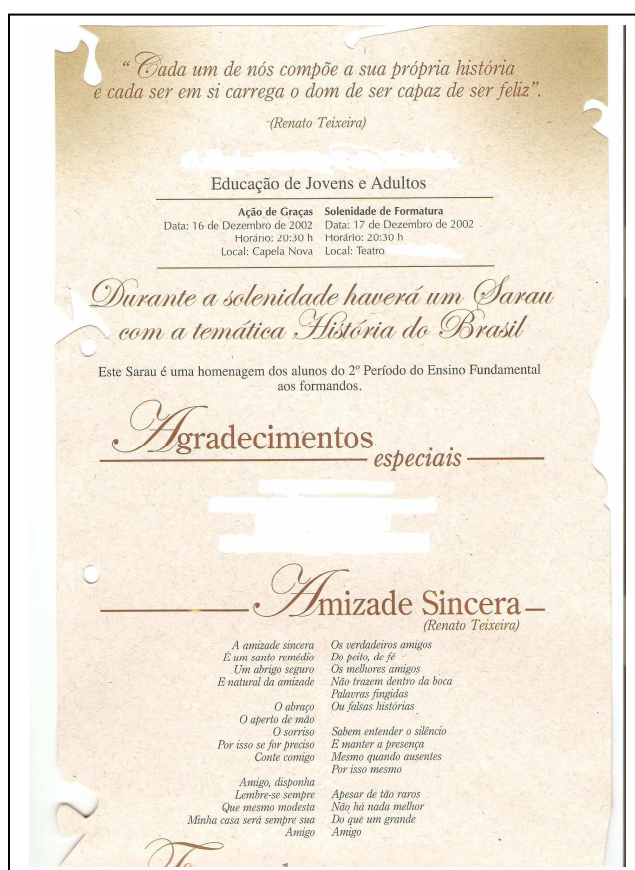 “ Cada um de nós compõe a sua própria história
e cada ser em si carrega o dom de ser capaz de ser feliz”.
(Renato Teixeira)
Educação de Jovens e Adultos
Ação de Graças
Data: 16 de Dezembro de 2002
Horário: 20:30 h
Local: Capela Nova
Solenidade de Formatura
Data: 17 de Dezembro de 2002
Horário: 20:30 h
Local: Teatro
Durante a solenidade haverá um Sarau
com a temática História do Brasil
Este Sarau é uma homenagem dos alunos do 2º Período do Ensino Fundamental
aos formandos.
Agradecimentos
especiais
Amizade Sincera
(Renato Teixeira)
A amizade sincera
É um santo remédio
Um abrigo seguro
E natural da amizade
O abraço
O aperto de mão
O sorriso
Por isso se for preciso
Conte comigo
Amigo, disponha
Lembre-se sempre
Que mesmo modesta
Minha casa será sempre sua
Amigo
Os verdadeiros amigos
Do peito, de fé
Os melhores amigos
Não trazem dentro da boca
Palavras fingidas
Ou falsas histórias
Sabem entender o silêncio
E manter a presença
Mesmo quando ausentes
Por isso mesmo
Apesar de tão raros
Não há nada melhor
Do que um grande
Amigo